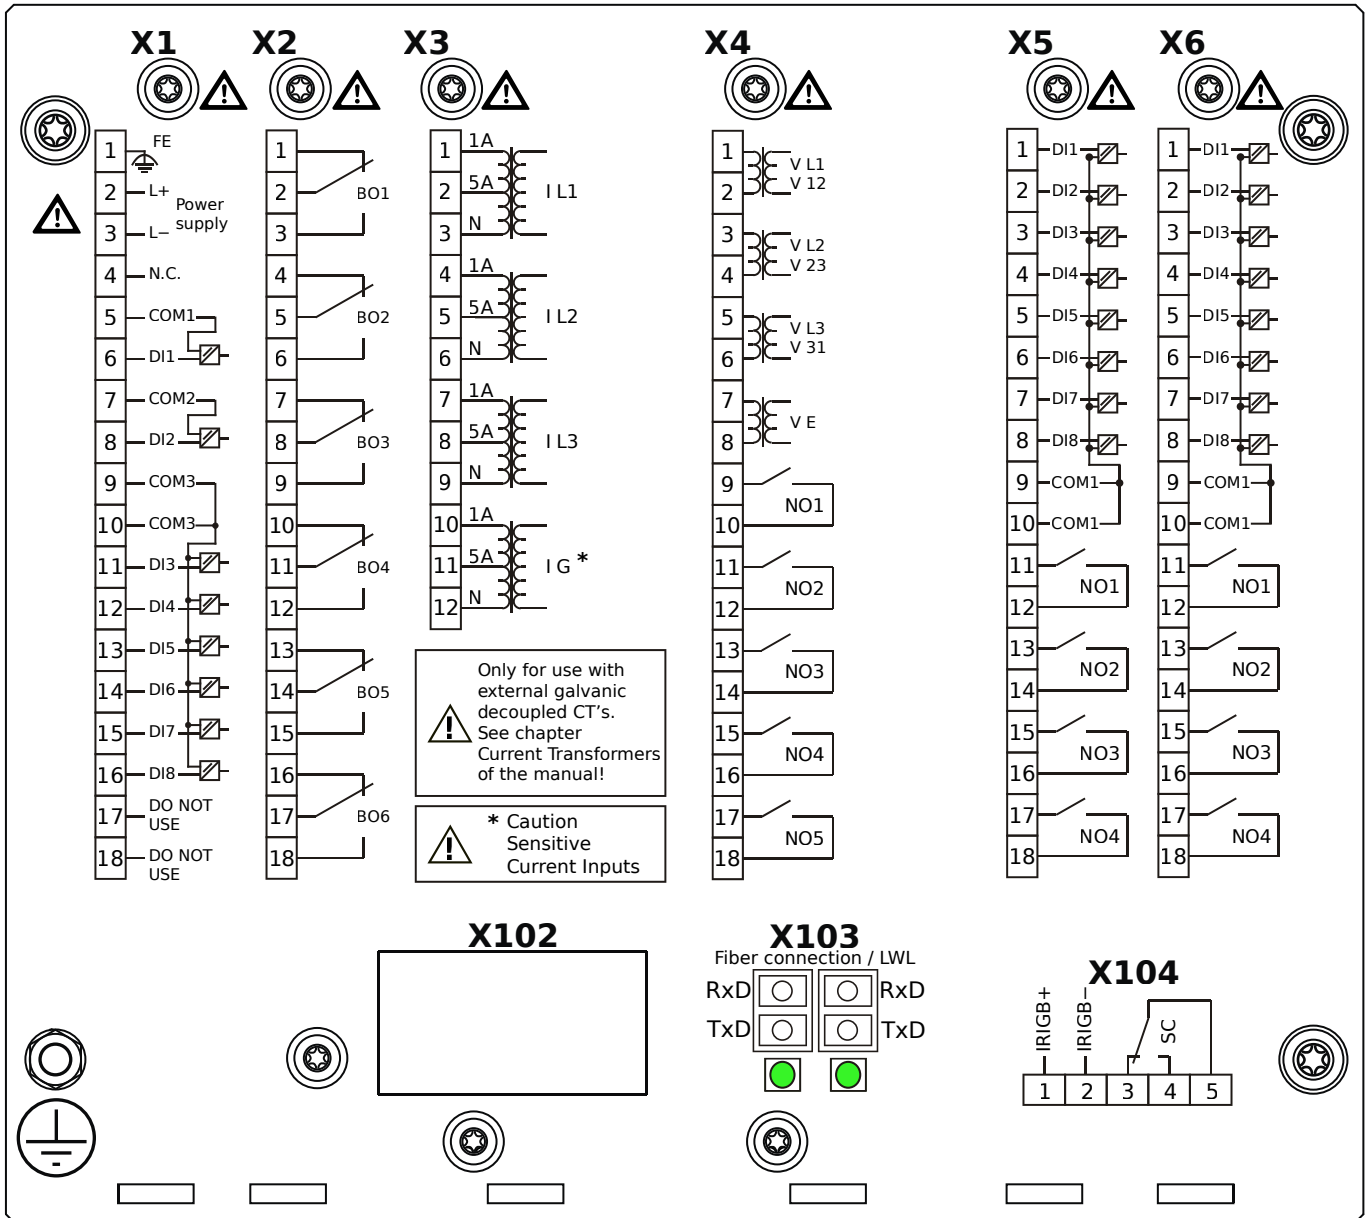 X1 X2 X3 X4 X5 X6
1 FE
2 L+
Power
supply
3 L−
4 N.C.
5 COM1
6 DI1
7 COM2
8 DI2
9 COM3
10 COM3
11 DI3
12 DI4
13 DI5
14 DI6
15 DI7
16 DI8
17 DO NOT
USE
18 DO NOT
USE
1
2 BO1
3
4
5 BO2
6
7
8 BO3
9
10
11 BO4
12
13
14 BO5
15
16
17 BO6
18
1 1A
2 5A I L1
3 N
4 1A
5 5A I L2
6 N
7 1A
8 5A I L3
9 N
10 1A
11 5A I G *
12 N
Only for use with
external galvanic
decoupled CT's.
See chapter
Current Transformers
of the manual!
* Caution
Sensitive
Current Inputs
1 V L1
2 V 12
3 V L2
4 V 23
5 V L3
6 V 31
7
V E
8
9
NO1
10
11
NO2
12
13
NO3
14
15
NO4
16
17
NO5
18
1 DI1
2 DI2
3 DI3
4 DI4
5 DI5
6 DI6
7 DI7
8 DI8
9 COM1
10 COM1
11
NO1
12
13
NO2
14
15
NO3
16
17
NO4
18
1 DI1
2 DI2
3 DI3
4 DI4
5 DI5
6 DI6
7 DI7
8 DI8
9 COM1
10 COM1
11
NO1
12
13
NO2
14
15
NO3
16
17
NO4
18
X102
X103
Fiber connection / LWL
RxD RxD
TxD TxD
X104
IRIGB+
IRIGB−
SC
1 2 3 4 5